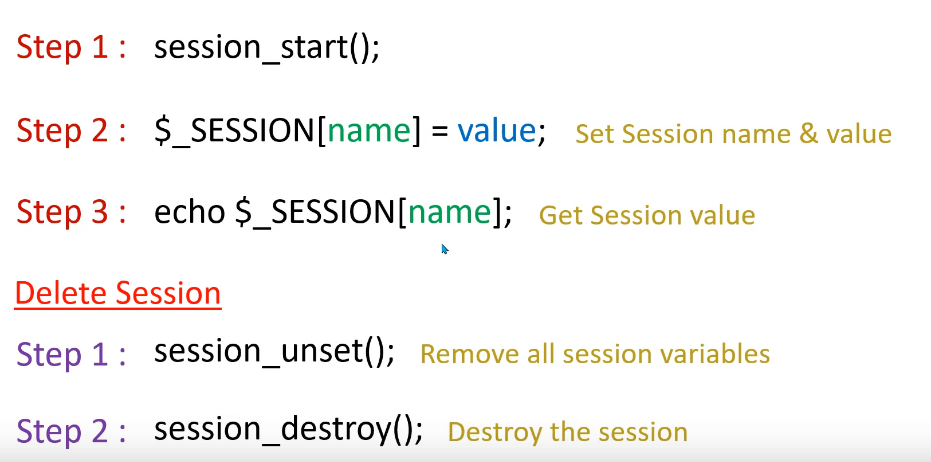 Step 1 : session_start();
Step 2 : $_SESSION[name] = value; Set Session name & value
Step 3 : echo $_SESSION[name]; Get Session value
Delete Session
Step 1 : session_unset(); Remove all session variables
Step 2 : session_destroy(); Destroy the session